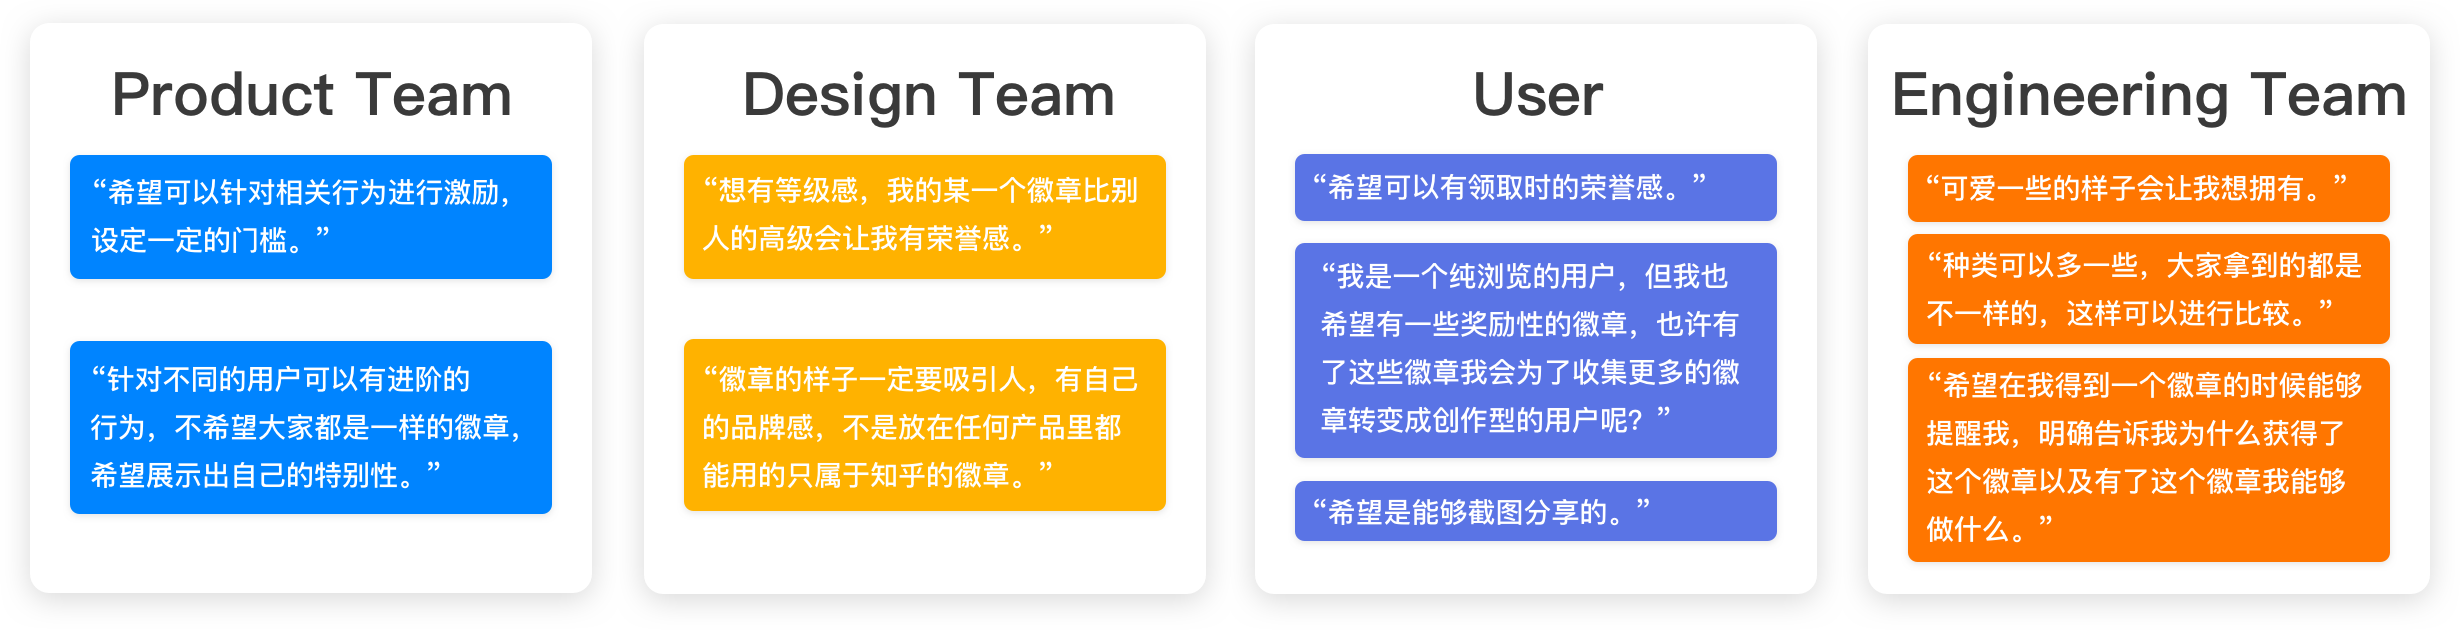 Product Team
“希望可以针对相关行为进行激励，
设定一定的门槛。”
“针对不同的用户可以有进阶的
行为，不希望大家都是一样的徽章，
希望展示出自己的特别性。”
Design Team
“想有等级感，我的某一个徽章比别
人的高级会让我有荣誉感。”
“徽章的样子一定要吸引人，有自己
的品牌感，不是放在任何产品里都
能用的只属于知乎的徽章。”
User
“希望可以有领取时的荣誉感。”
“我是一个纯浏览的用户，但我也
希望有一些奖励性的徽章，也许有
了这些徽章我会为了收集更多的徽
章转变成创作型的用户呢？”
“希望是能够截图分享的。”
Engineering Team
“可爱一些的样子会让我想拥有。”
“种类可以多一些，大家拿到的都是
不一样的，这样可以进行比较。”
“希望在我得到一个徽章的时候能够
提醒我，明确告诉我为什么获得了
这个徽章以及有了这个徽章我能够
做什么。”